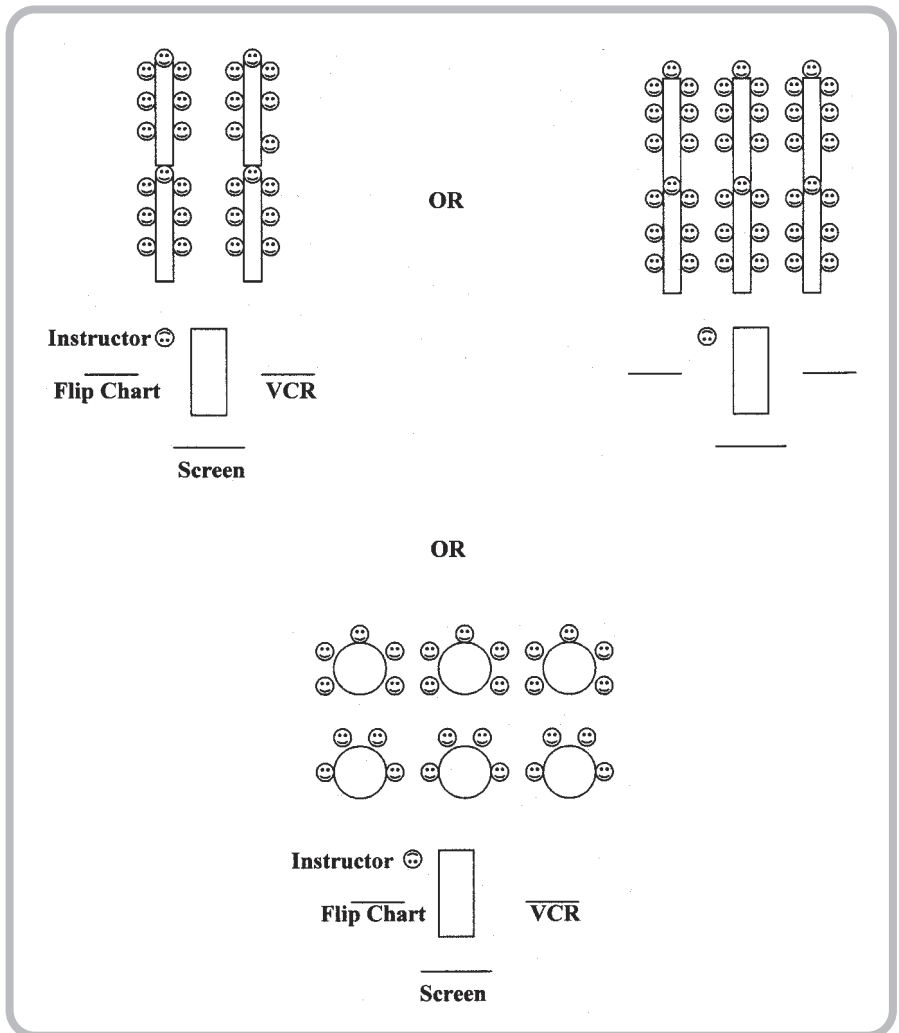 OR
Instructor
Flip Chart
VCR
Screen
OR
Instructor
Flip Chart
VCR
Screen